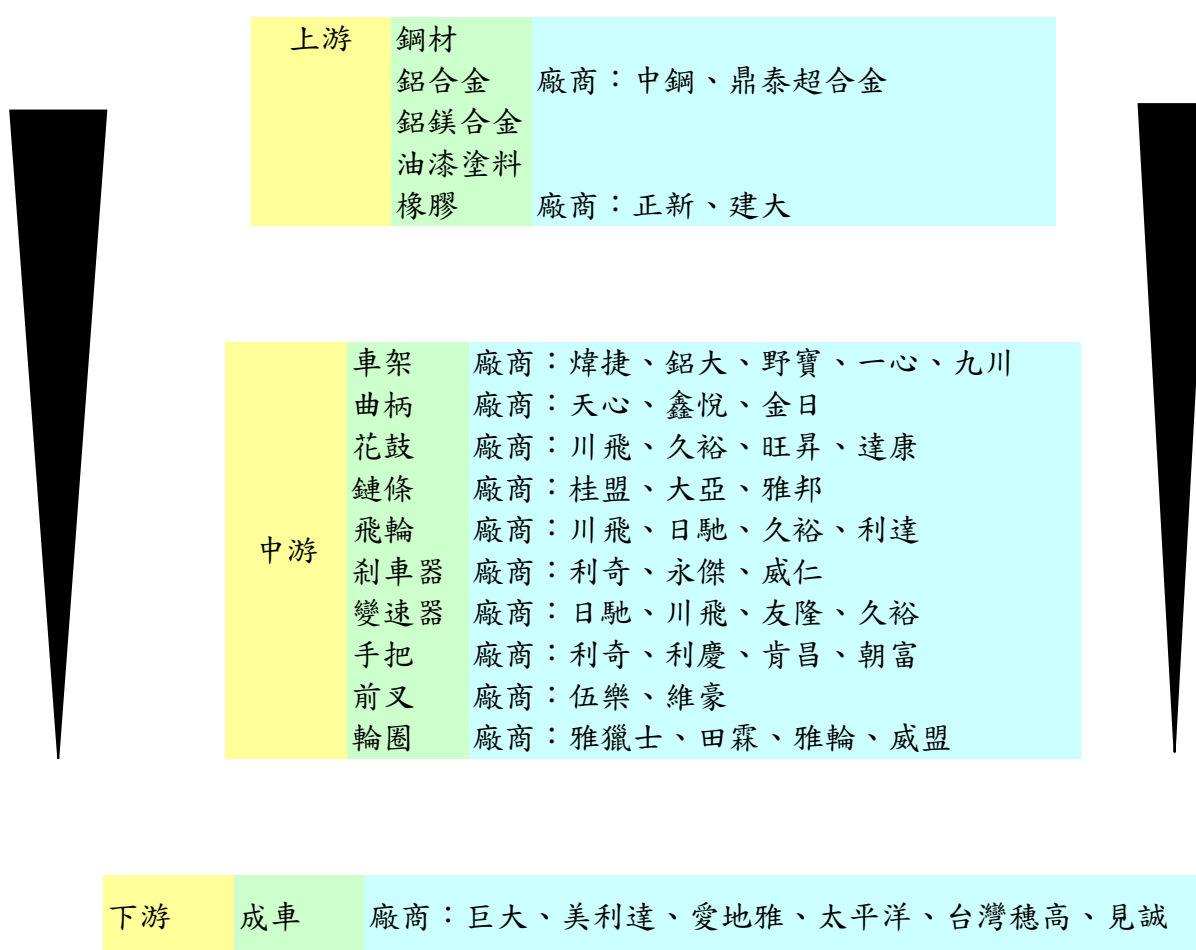 上游 鋼材
鋁合金 廠商：中鋼、鼎泰超合金
鋁鎂合金
油漆塗料
橡膠 廠商：正新、建大
車架 廠商：煒捷、鋁大、野寶、一心、九川
曲柄 廠商：天心、鑫悅、金日
花鼓 廠商：川飛、久裕、旺昇、達康
鏈條 廠商：桂盟、大亞、雅邦
飛輪 廠商：川飛、日馳、久裕、利達
中游
剎車器 廠商：利奇、永傑、威仁
變速器 廠商：日馳、川飛、友隆、久裕
手把 廠商：利奇、利慶、肯昌、朝富
前叉 廠商：伍樂、維豪
輪圈 廠商：雅獵士、田霖、雅輪、威盟
下游 成車 廠商：巨大、美利達、愛地雅、太平洋、台灣穗高、見誠